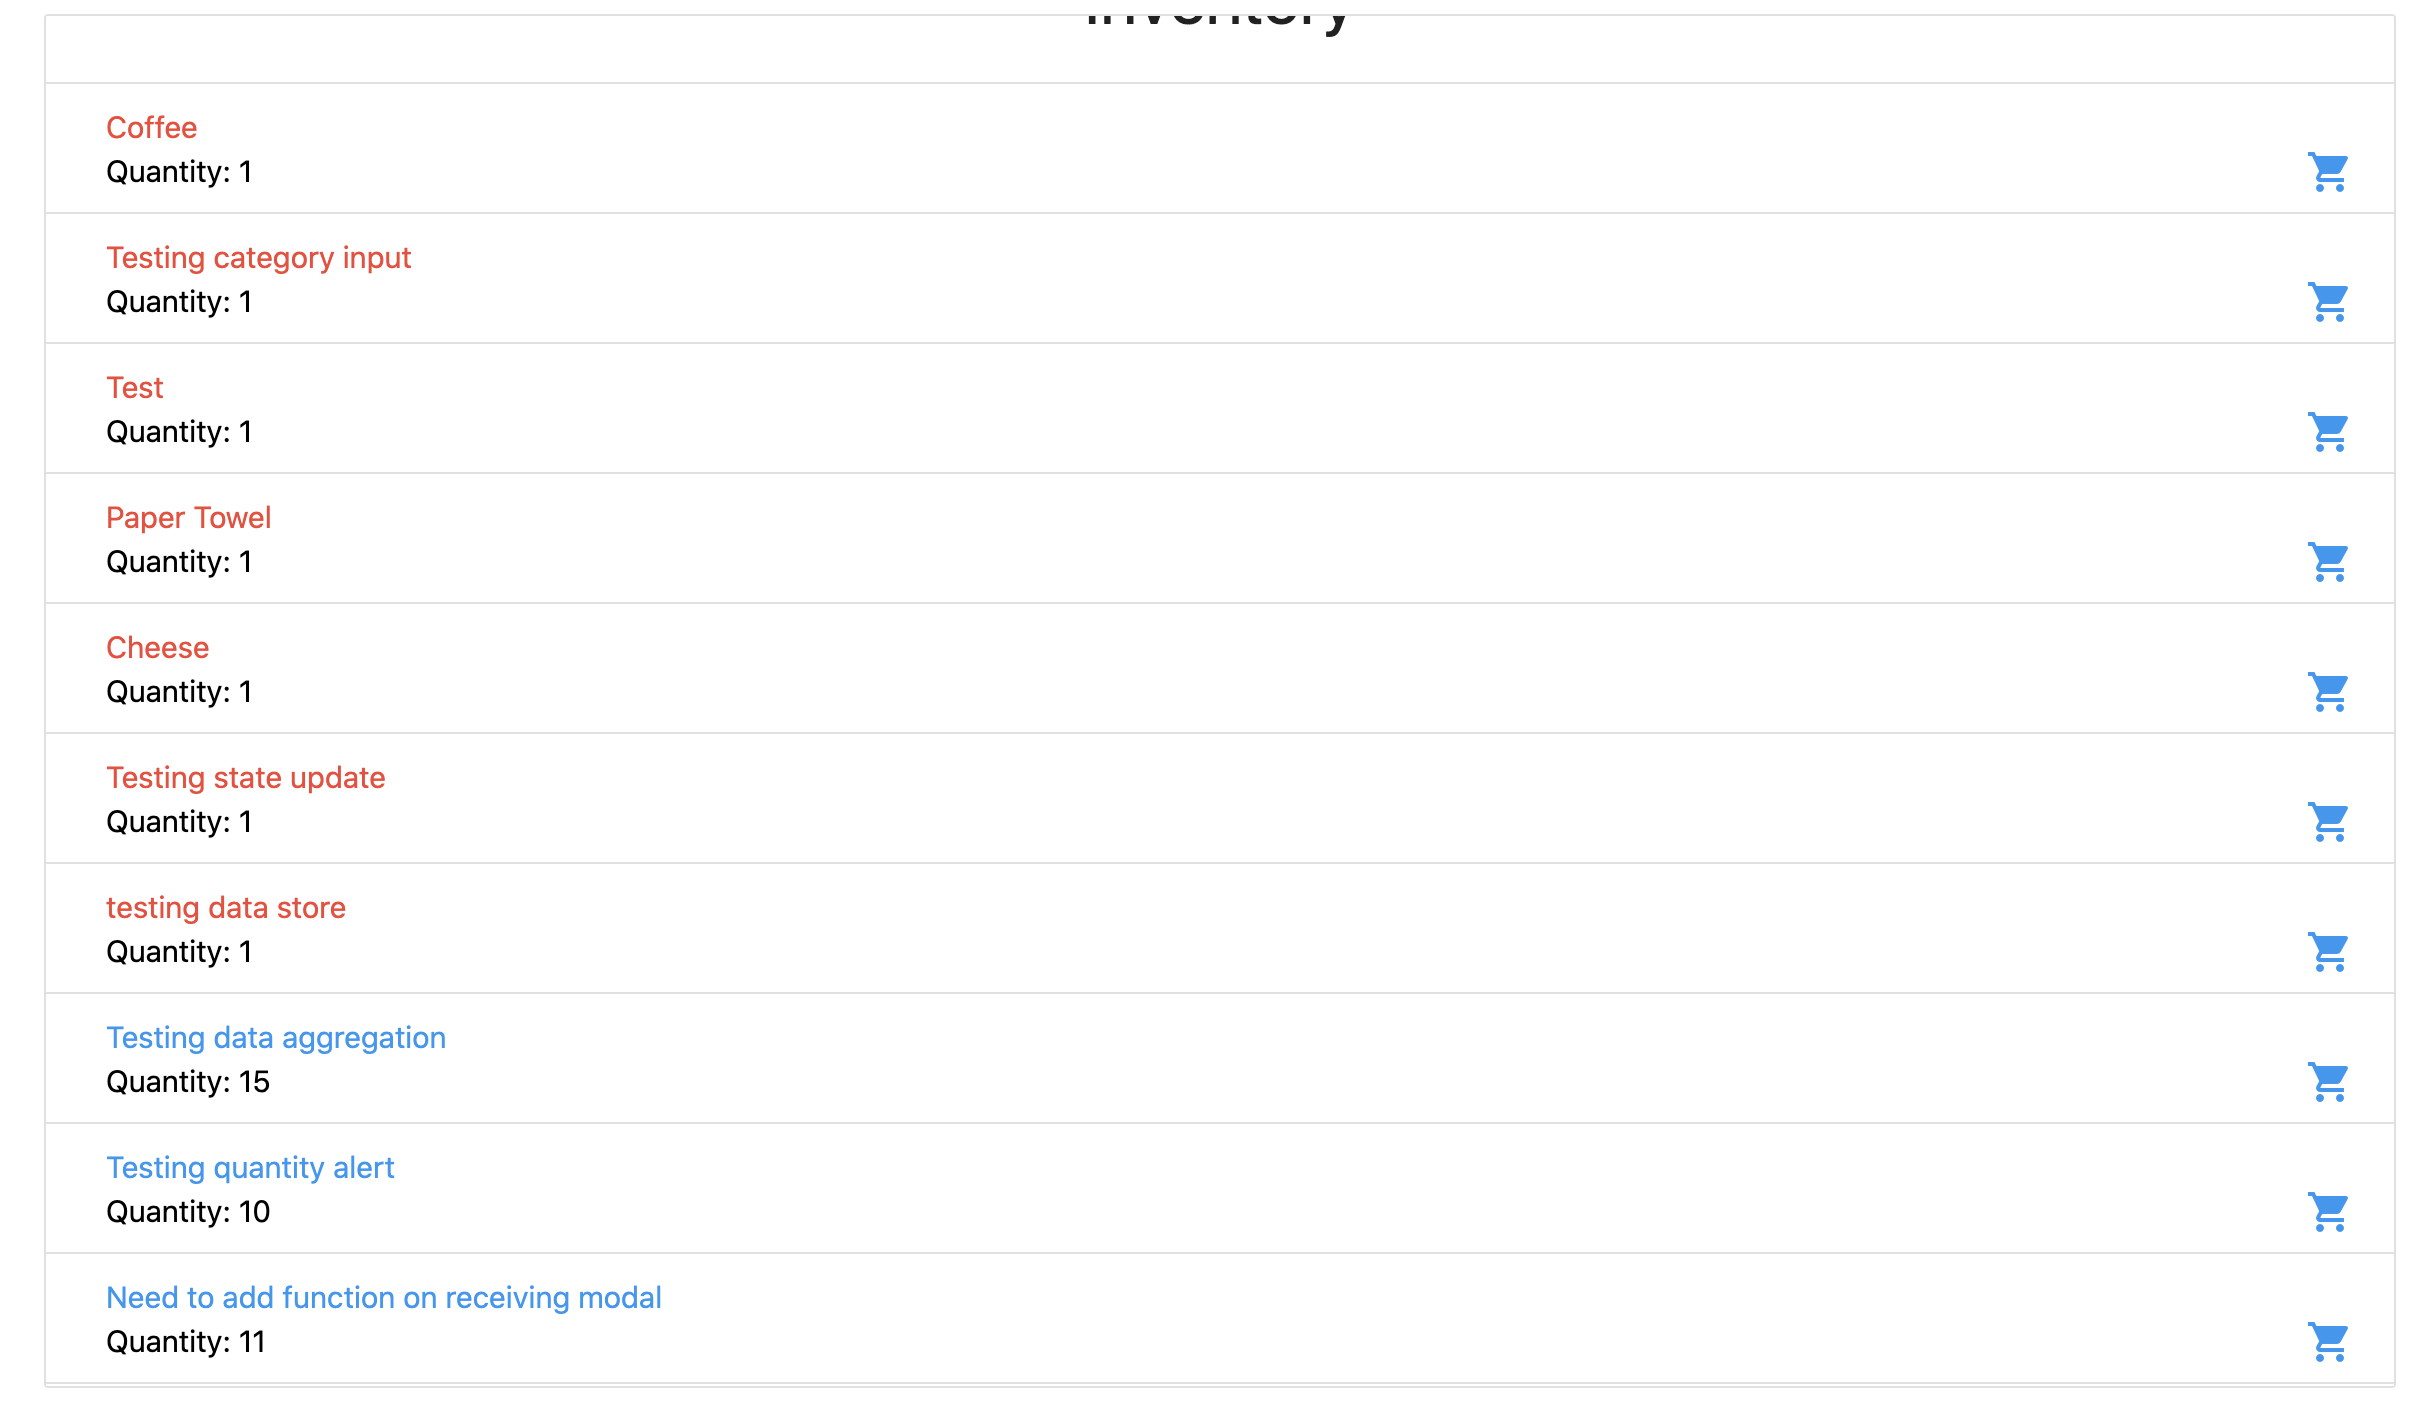 Inventory
Coffee
Quantity: 1
Testing category input
Quantity: 1
Test
Quantity: 1
Paper Towel
Quantity: 1
Cheese
Quantity: 1
Testing state update
Quantity: 1
testing data store
Quantity: 1
Testing data aggregation
Quantity: 15
Testing quantity alert
Quantity: 10
Need to add function on receiving modal
Quantity: 11